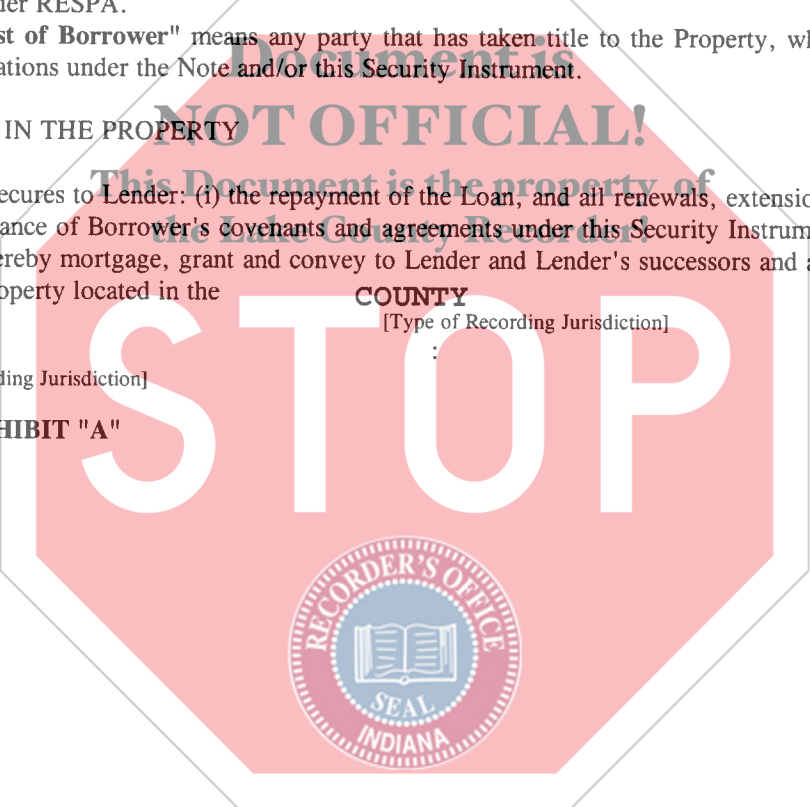 der RESPA.
st of Borrower" means any party that has taken title to the Property, wh
Document is
ations under the Note and/or this Security Instrument.
NOT OFFICIAL!
IN THE PROPERTY
This Document is the property of
ecures to Lender: (i) the repayment of the Loan, and all renewals, extensio
ance of Borrower's covenants and agreements under this Security Instrum
the Lake County Recorder!
ereby mortgage, grant and convey to Lender and Lender's successors and a
operty located in the COUNTY
[Type of Recording Jurisdiction]
:
ding Jurisdiction]
HIBIT "A"
STOP
RECORDER'S OFFICE
SEAL
INDIANA